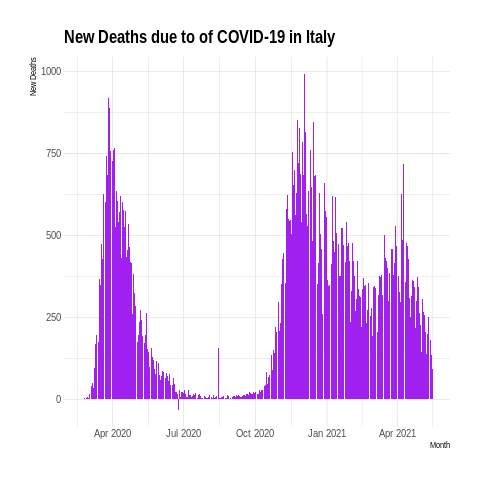 New Deaths due to of COVID-19 in Italy
New Deaths
1000
750
500
250
0
Apr 2020 Jul 2020 Oct 2020 Jan 2021 Apr 2021
Month